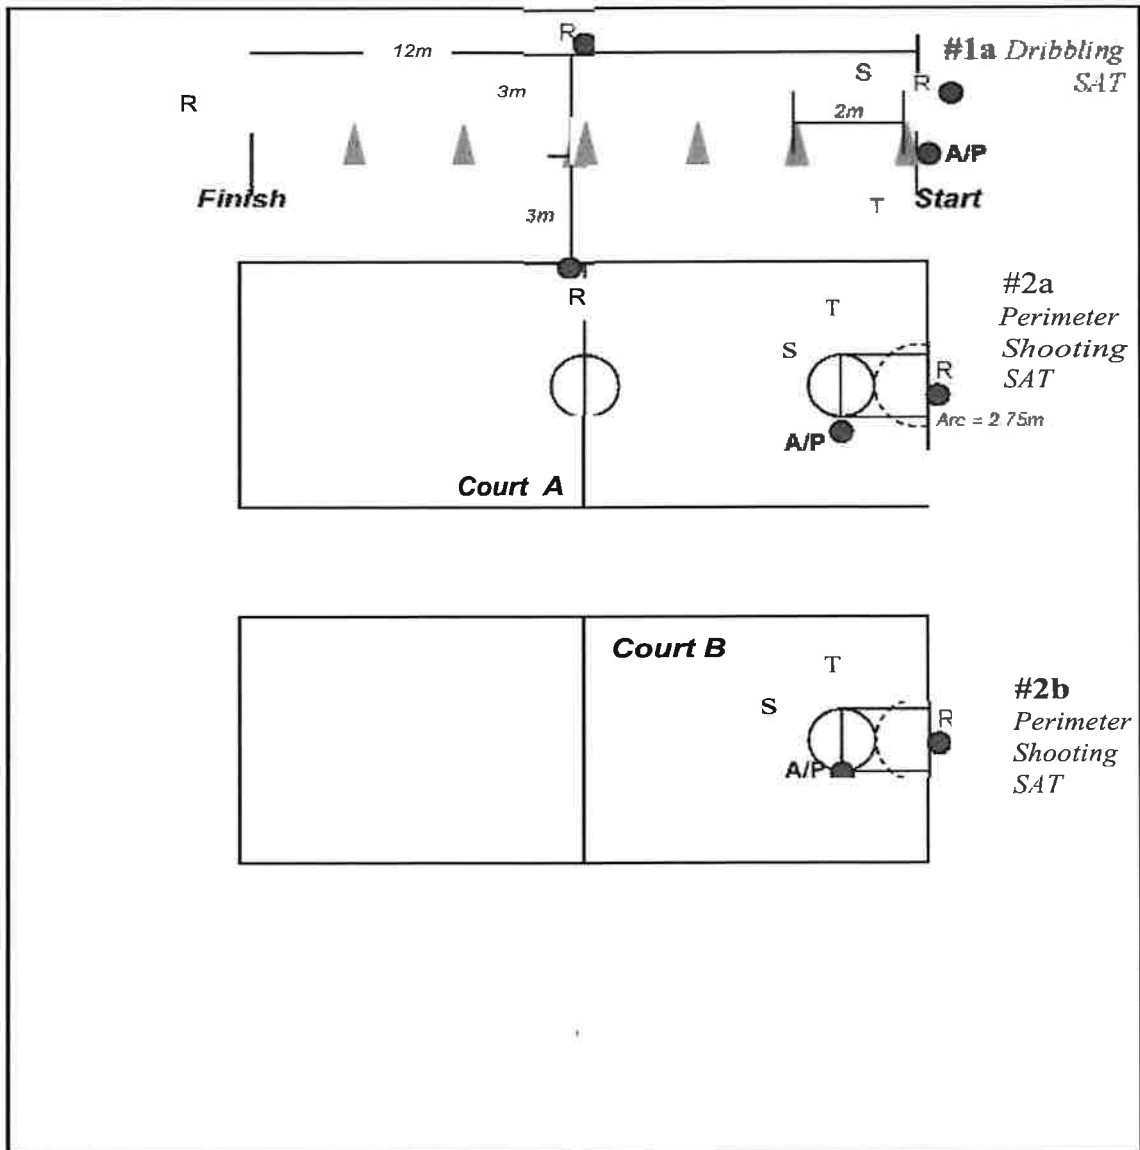 R
12m
#1a Dribbling
SAT
S
R
3m
R
2m
A/P
Finish
T
Start
3m
R
#2a
Perimeter
Shooting
SAT
T
S
R
Arc = 2.75m
A/P
Court A
Court B
T
#2b
Perimeter
Shooting
SAT
S
R
A/P